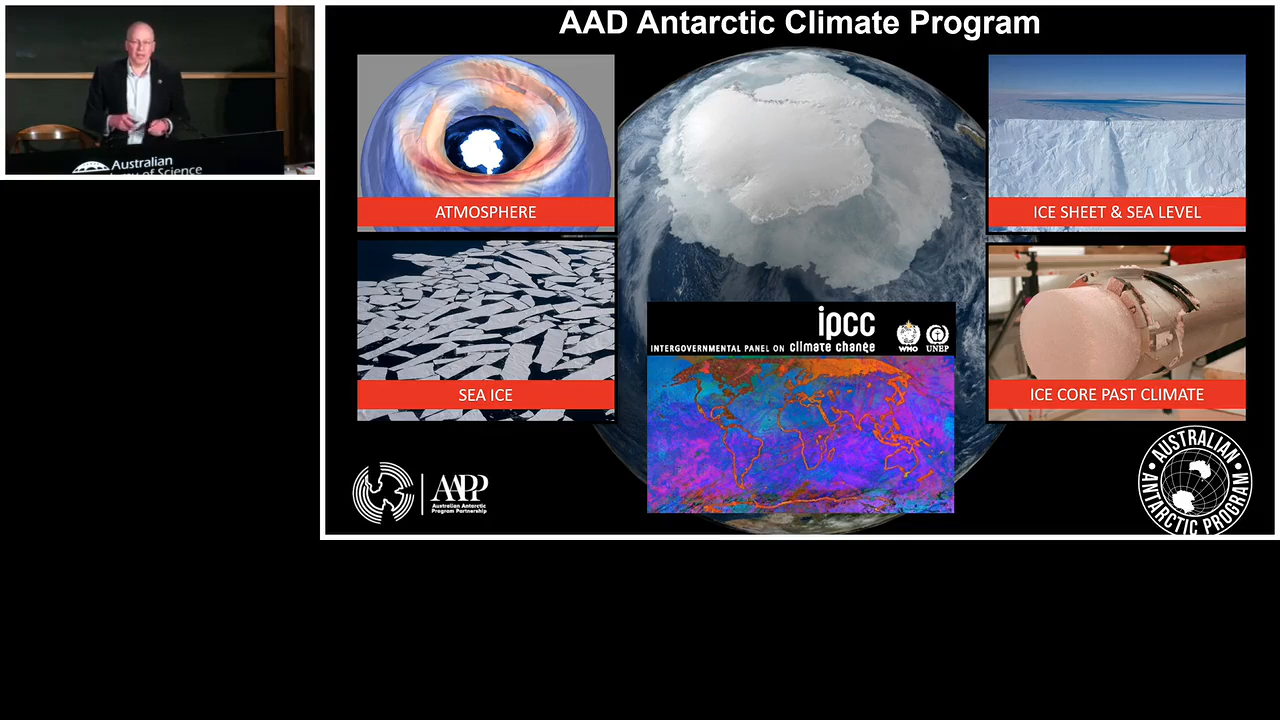 AAD Antarctic Climate Program
Australian
my of Science
ATMOSPHERE
ICE SHEET & SEA LEVEL
SEA ICE
ICE CORE PAST CLIMATE
ipcc
INTERGOVERNMENTAL PANEL ON climate change
WMO
UNEP
AAPP
Australian Antarctic
Program Partnership
AUSTRALIAN
ANTARCTIC PROGRAM